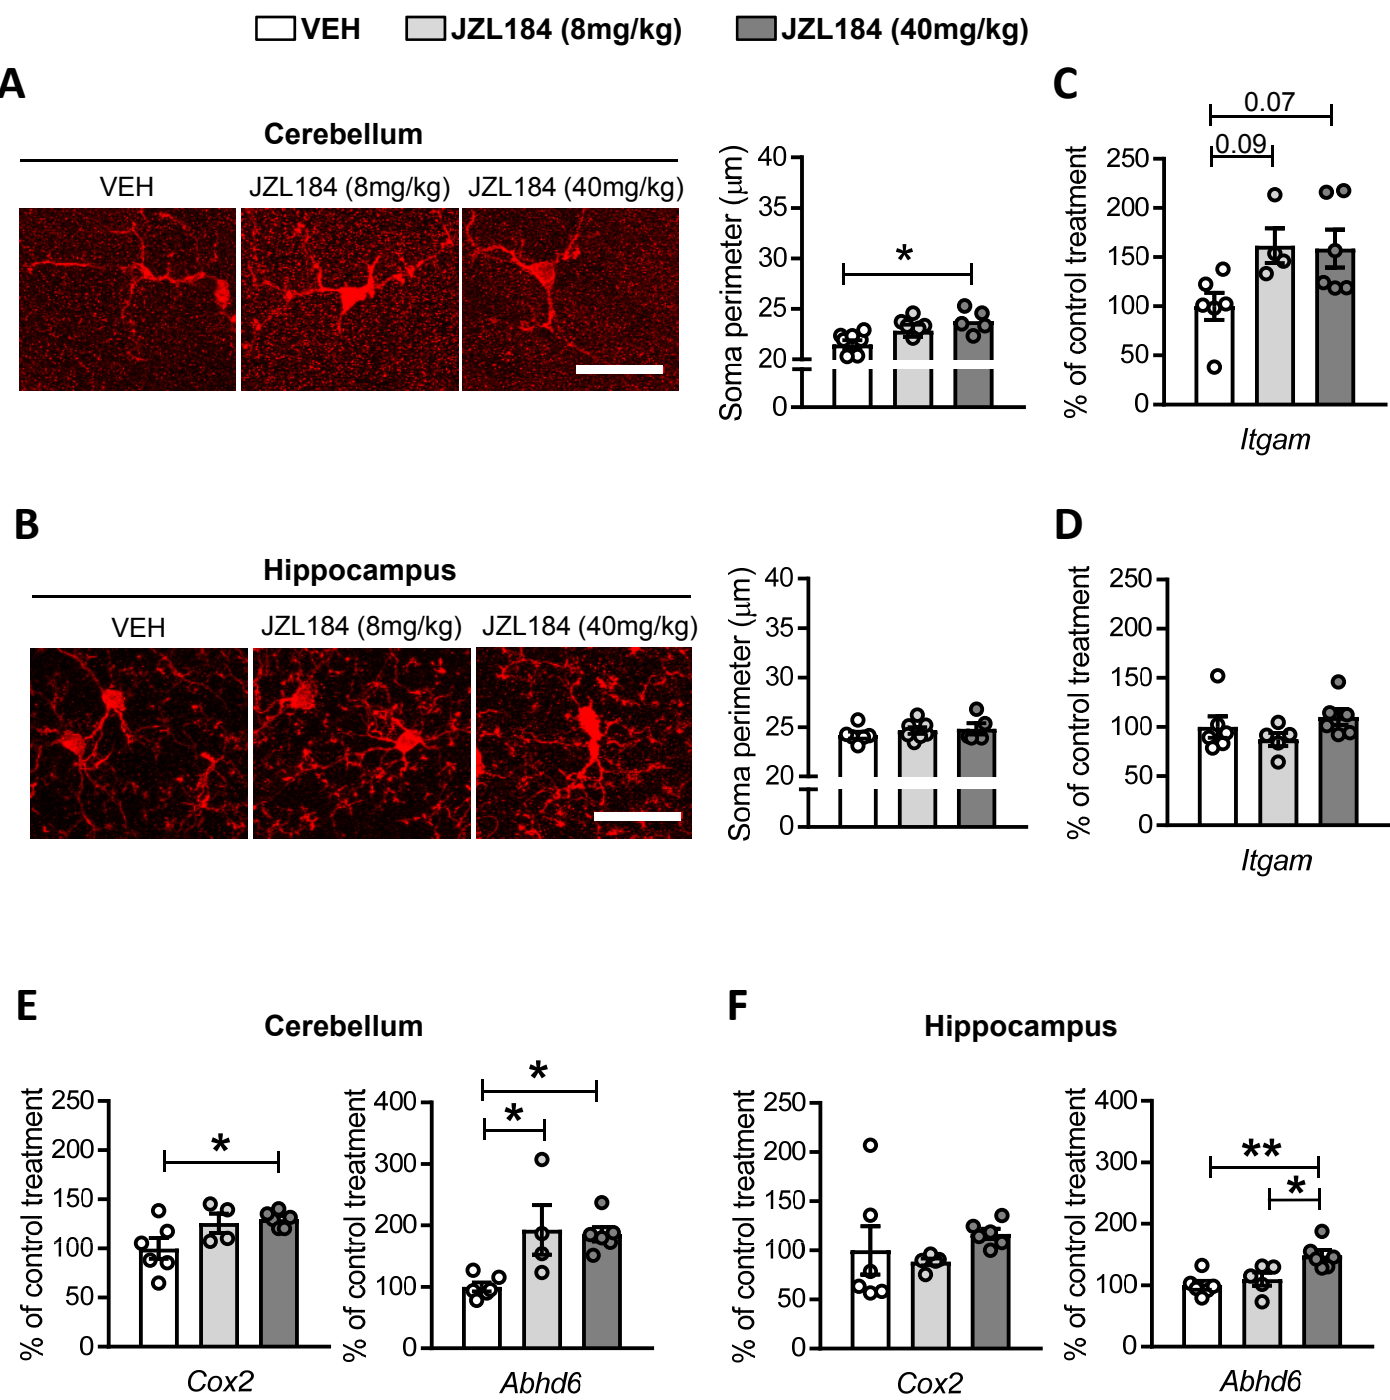 VEH JZL184 (8mg/kg) JZL184 (40mg/kg)
A
Cerebellum
VEH JZL184 (8mg/kg) JZL184 (40mg/kg)
Soma perimeter (μm)
40
35
30
25
20
0
*
C
0.07
0.09
% of control treatment
250
200
150
100
50
0
Itgam
B
Hippocampus
VEH JZL184 (8mg/kg) JZL184 (40mg/kg)
Soma perimeter (μm)
40
35
30
25
20
0
D
% of control treatment
250
200
150
100
50
0
Itgam
E
Cerebellum
% of control treatment
250
200
150
100
50
0
*
Cox2
% of control treatment
400
300
200
100
0
*
*
Abhd6
F
Hippocampus
% of control treatment
250
200
150
100
50
0
Cox2
% of control treatment
400
300
200
100
0
**
*
Abhd6